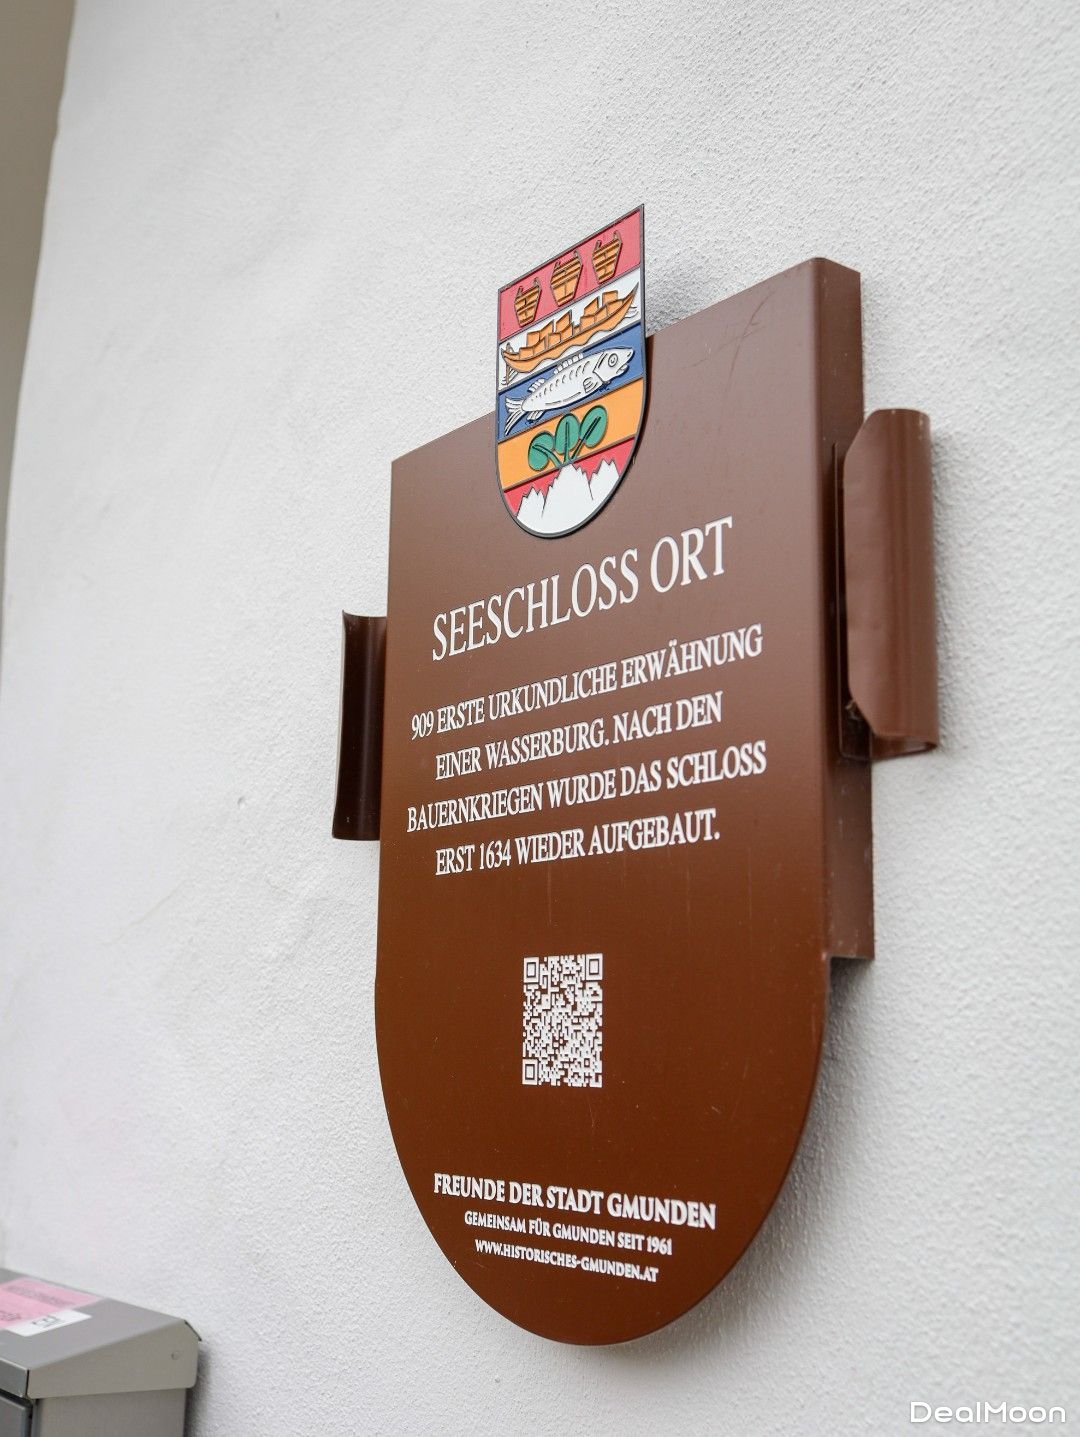 SEESCHLOSS ORT
909 ERSTE URKUNDLICHE ERWÄHNUNG
EINER WASSERBURG. NACH DEN
BAUERNKRIEGEN WURDE DAS SCHLOSS
ERST 1634 WIEDER AUFGEBAUT.
FREUNDE DER STADT GMUNDEN
GEMEINSAM FÜR GMUNDEN SEIT 1961
WWW.HISTORISCHES-GMUNDEN.AT
DealMoon